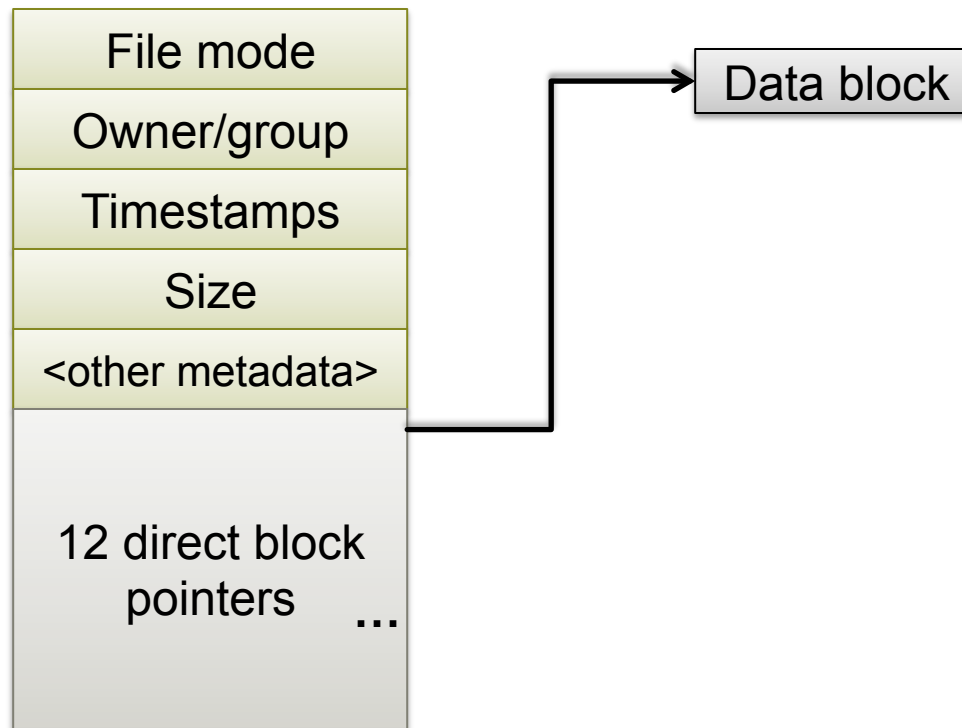 File mode
Owner/group
Timestamps
Size
<other metadata>
12 direct block
pointers ...
Data block